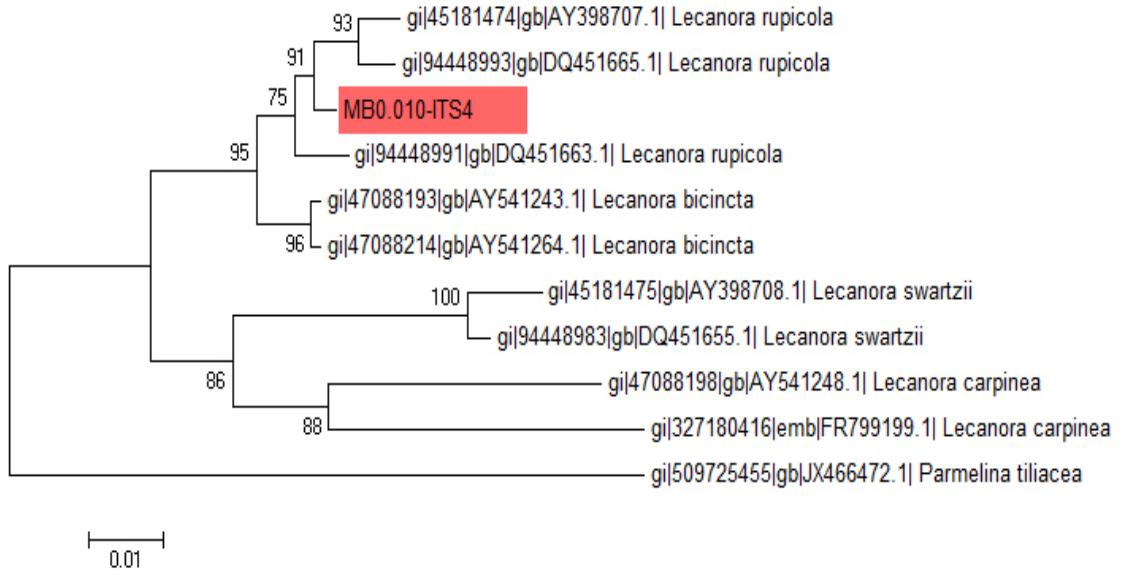 93
gi|45181474|gb|AY398707.1| Lecanora rupicola
gi|94448993|gb|DQ451665.1| Lecanora rupicola
91
75
MB0.010-ITS4
95
gi|94448991|gb|DQ451663.1| Lecanora rupicola
gi|47088193|gb|AY541243.1| Lecanora bicincta
96
gi|47088214|gb|AY541264.1| Lecanora bicincta
100
gi|45181475|gb|AY398708.1| Lecanora swartzii
gi|94448983|gb|DQ451655.1| Lecanora swartzii
86
gi|47088198|gb|AY541248.1| Lecanora carpinea
88
gi|327180416|emb|FR799199.1| Lecanora carpinea
gi|509725455|gb|JX466472.1| Parmelina tiliacea
0.01